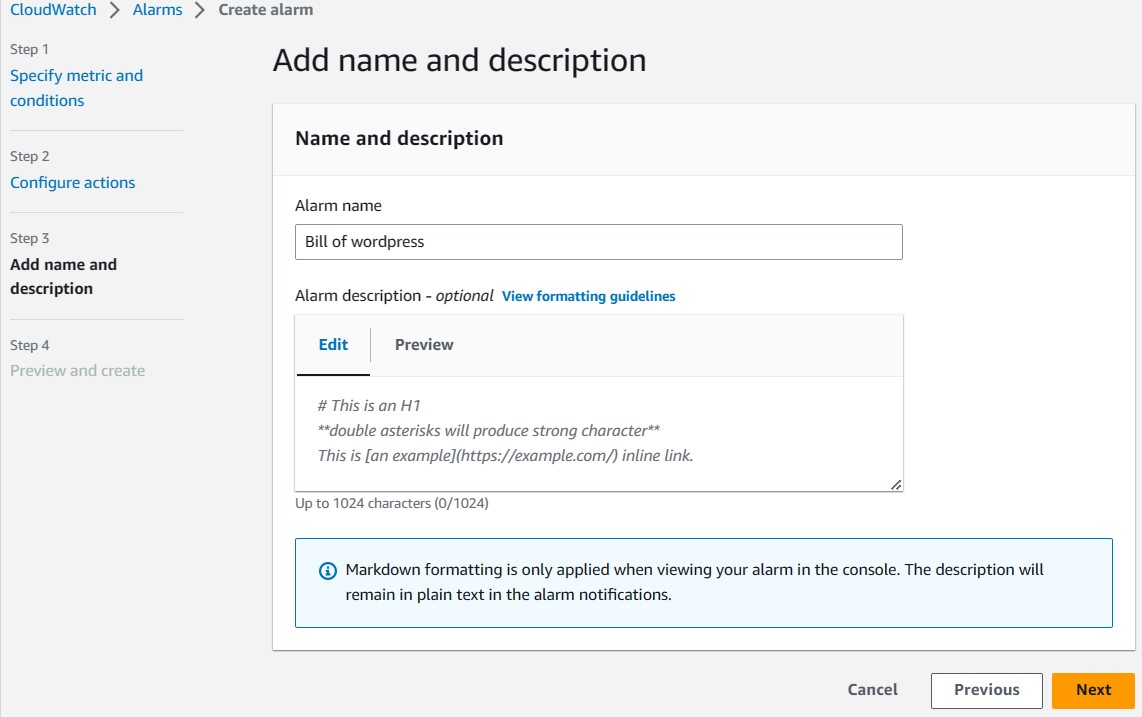 CloudWatch > Alarms > Create alarm
Step 1
Specify metric and
conditions
Step 2
Configure actions
Step 3
Add name and
description
Step 4
Preview and create
Add name and description
Name and description
Alarm name
Bill of wordpress
Alarm description - optional View formatting guidelines
Edit Preview
# This is an H1
**double asterisks will produce strong character**
This is [an example](https://example.com/) inline link.
Up to 1024 characters (0/1024)
Markdown formatting is only applied when viewing your alarm in the console. The description will
remain in plain text in the alarm notifications.
Cancel Previous Next